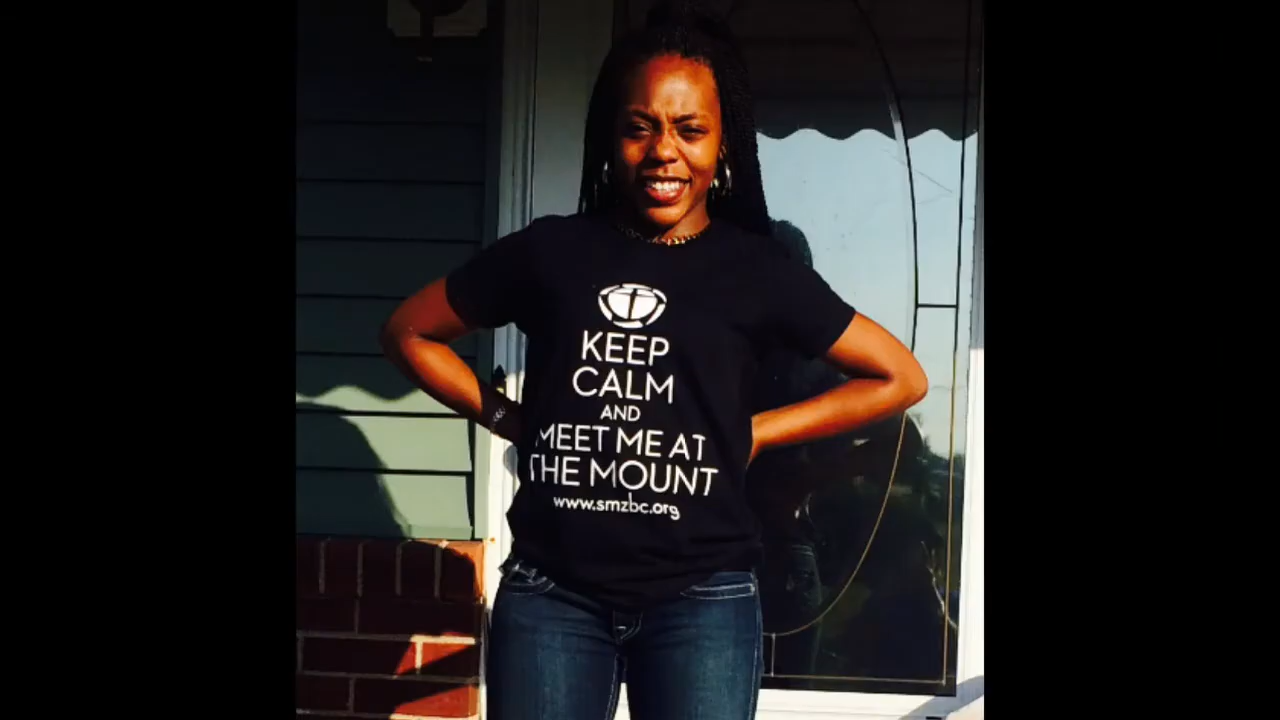 KEEP
CALM
AND
MEET ME AT
THE MOUNT
www.smzbc.org